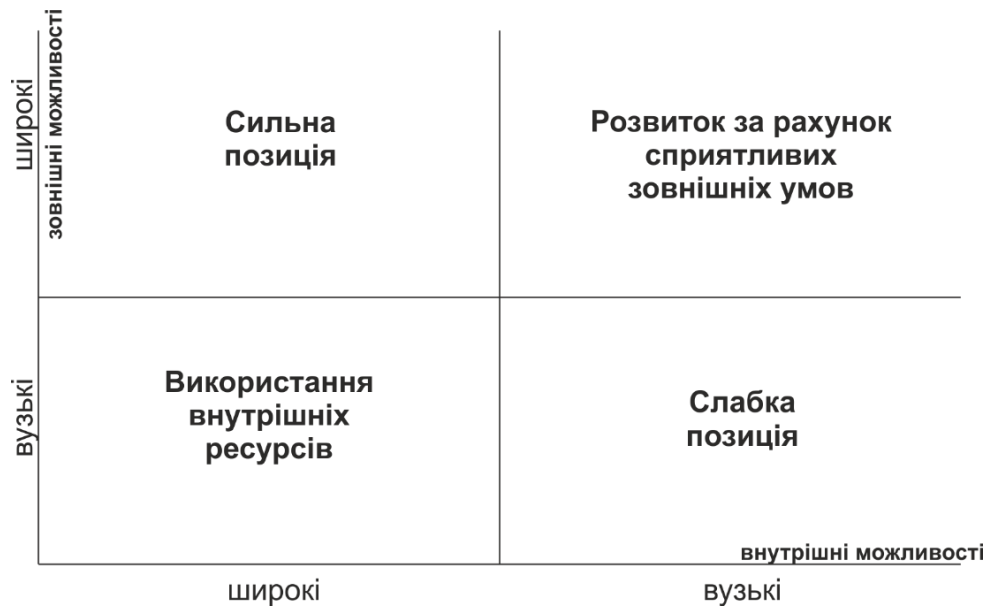 широкі
зовнішні можливості
Сильна
позиція
Розвиток за рахунок
сприятливих
зовнішніх умов
вузькі
Використання
внутрішніх
ресурсів
Слабка
позиція
внутрішні можливості
широкі
вузькі